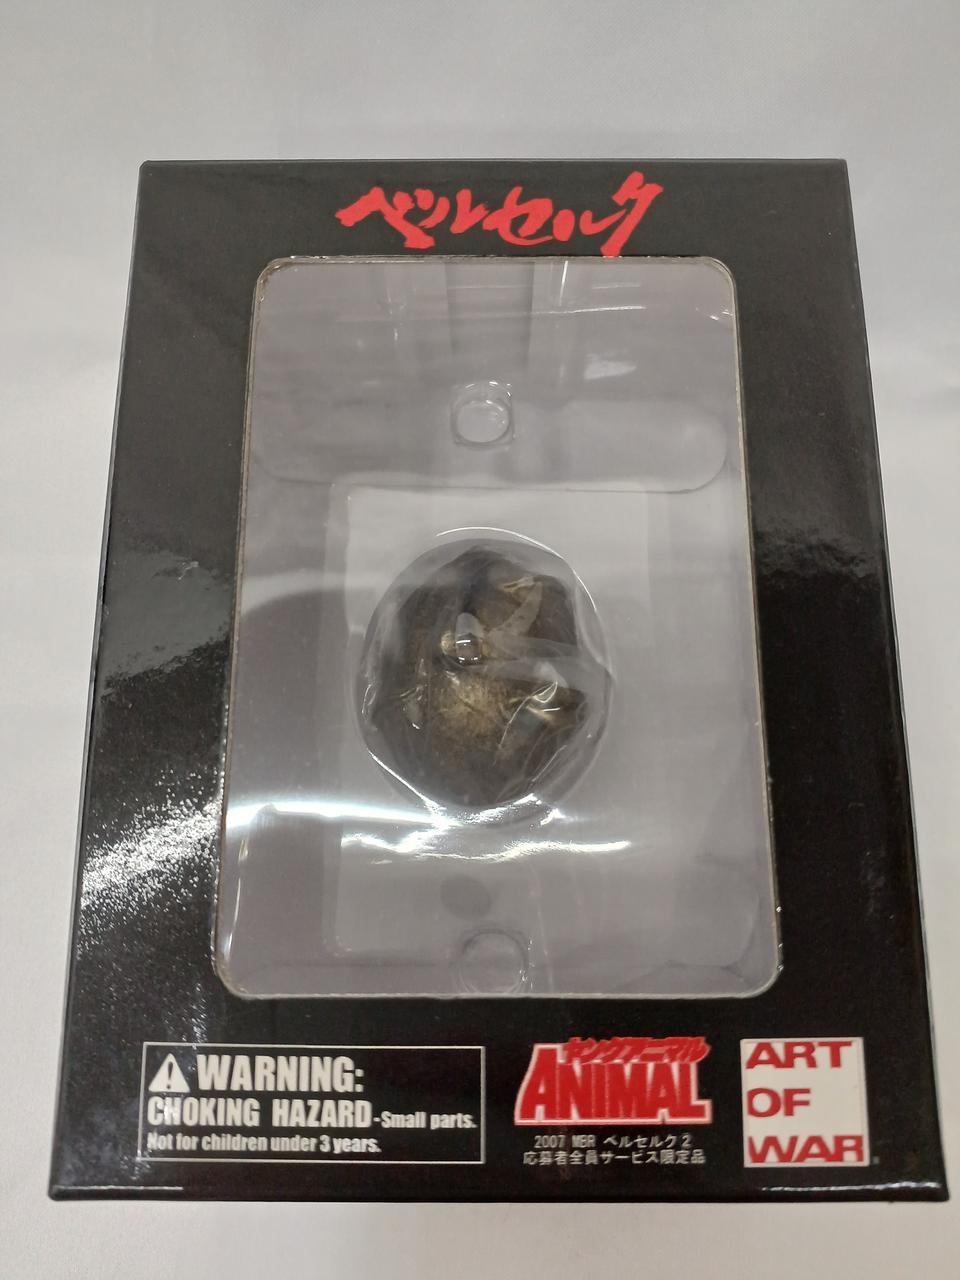 ベルセルク
WARNING:
CHOKING HAZARD-Small parts.
Not for children under 3 years.
ヤングアニマル
ANIMAL
2007 MBR ベルセルク2
応募者全員サービス限定品
ART
OF
WAR